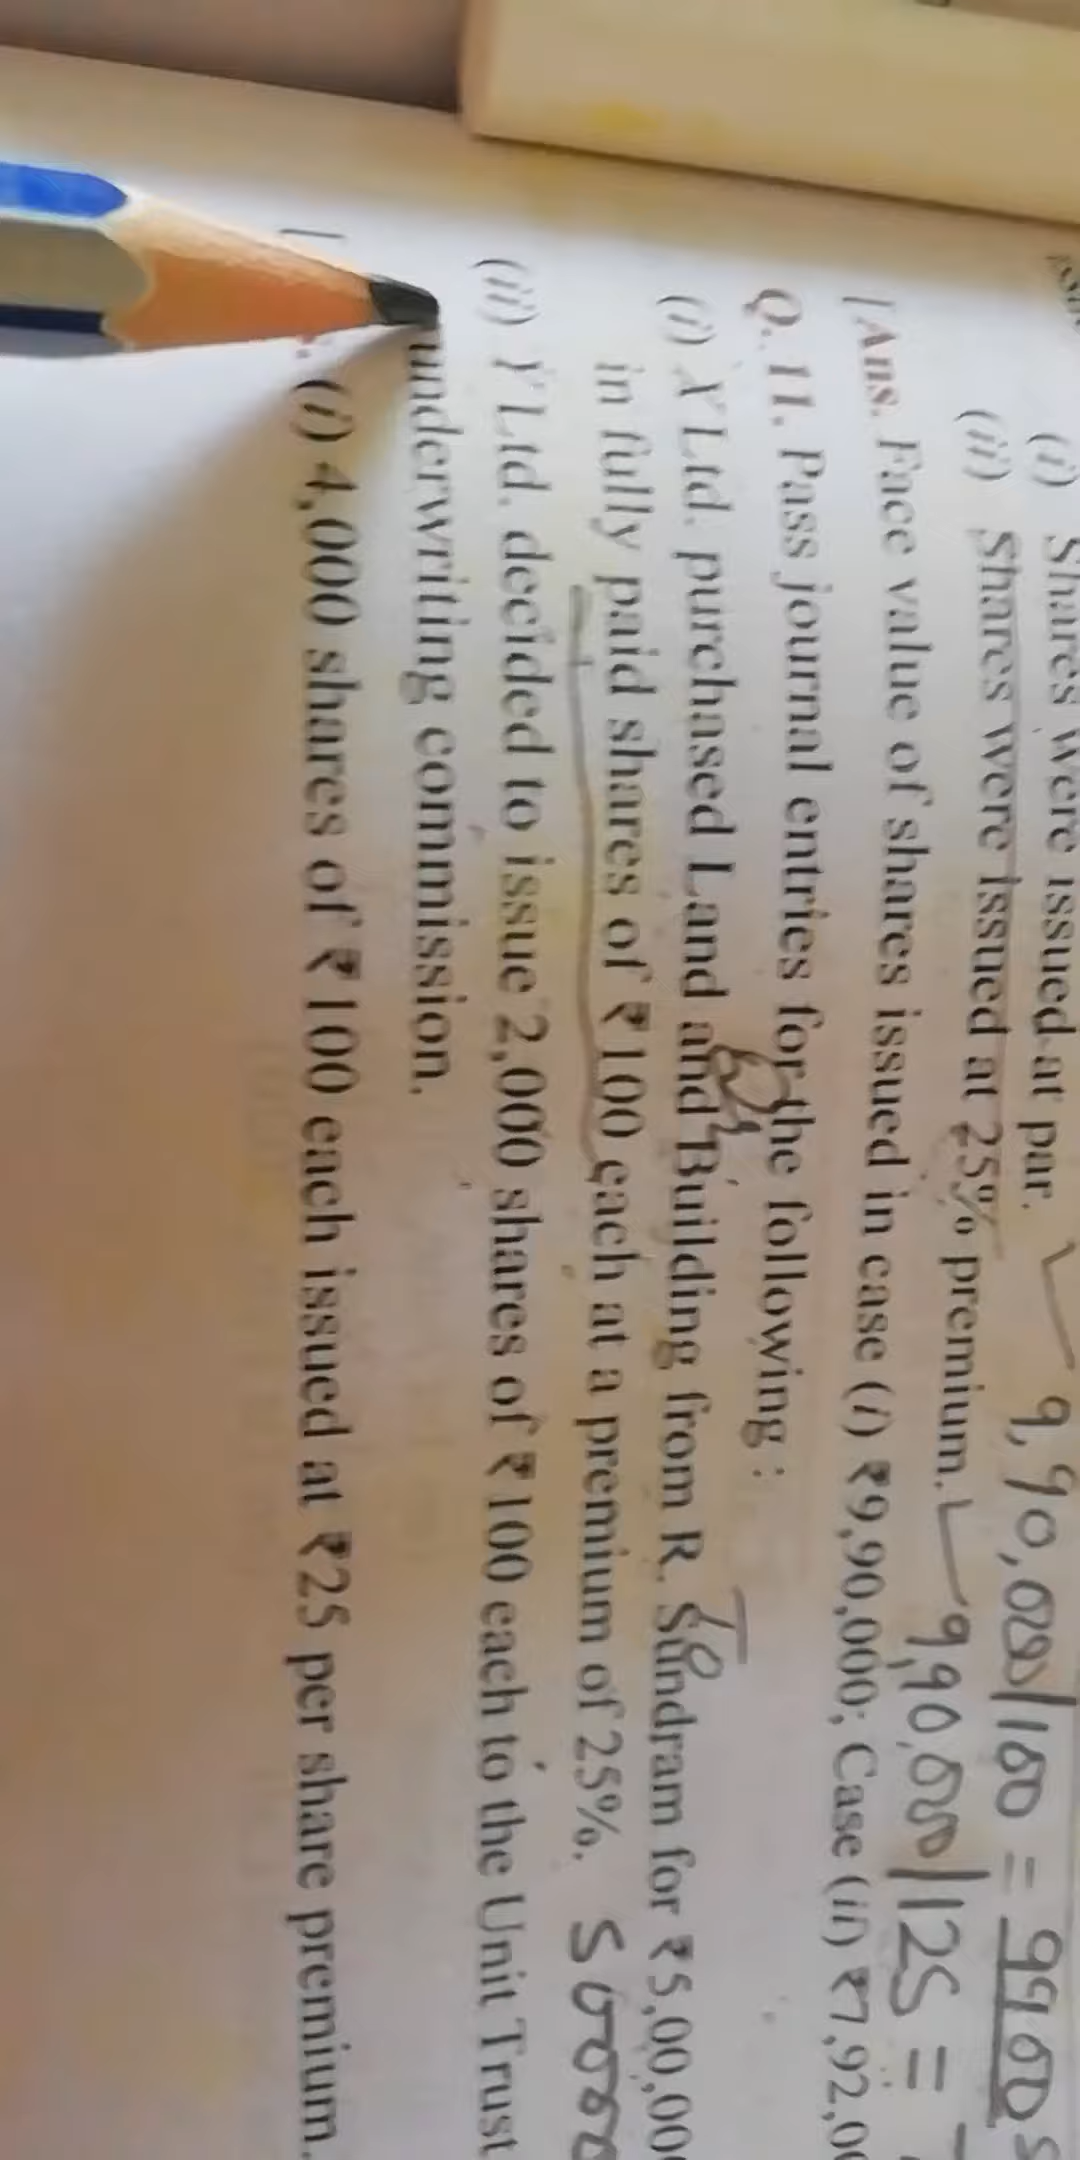 (i) Shares were issued at par. 9,90,000/100 = 9900 S
(ii) Shares were issued at 25% premium. 9,90,000/125 =
[Ans. Face value of shares issued in case (i) ₹9,90,000; Case (ii) ₹7,92,00
Q. 11. Pass journal entries for the following :
(i) X Ltd. purchased Land and Building from R. Sundram for ₹5,00,00
Dr
To
in fully paid shares of ₹100 each at a premium of 25%.
(ii) Y Ltd. decided to issue 2,000 shares of ₹100 each to the Unit Trust
underwriting commission.
[ . (i) 4,000 shares of ₹100 each issued at ₹25 per share premium.